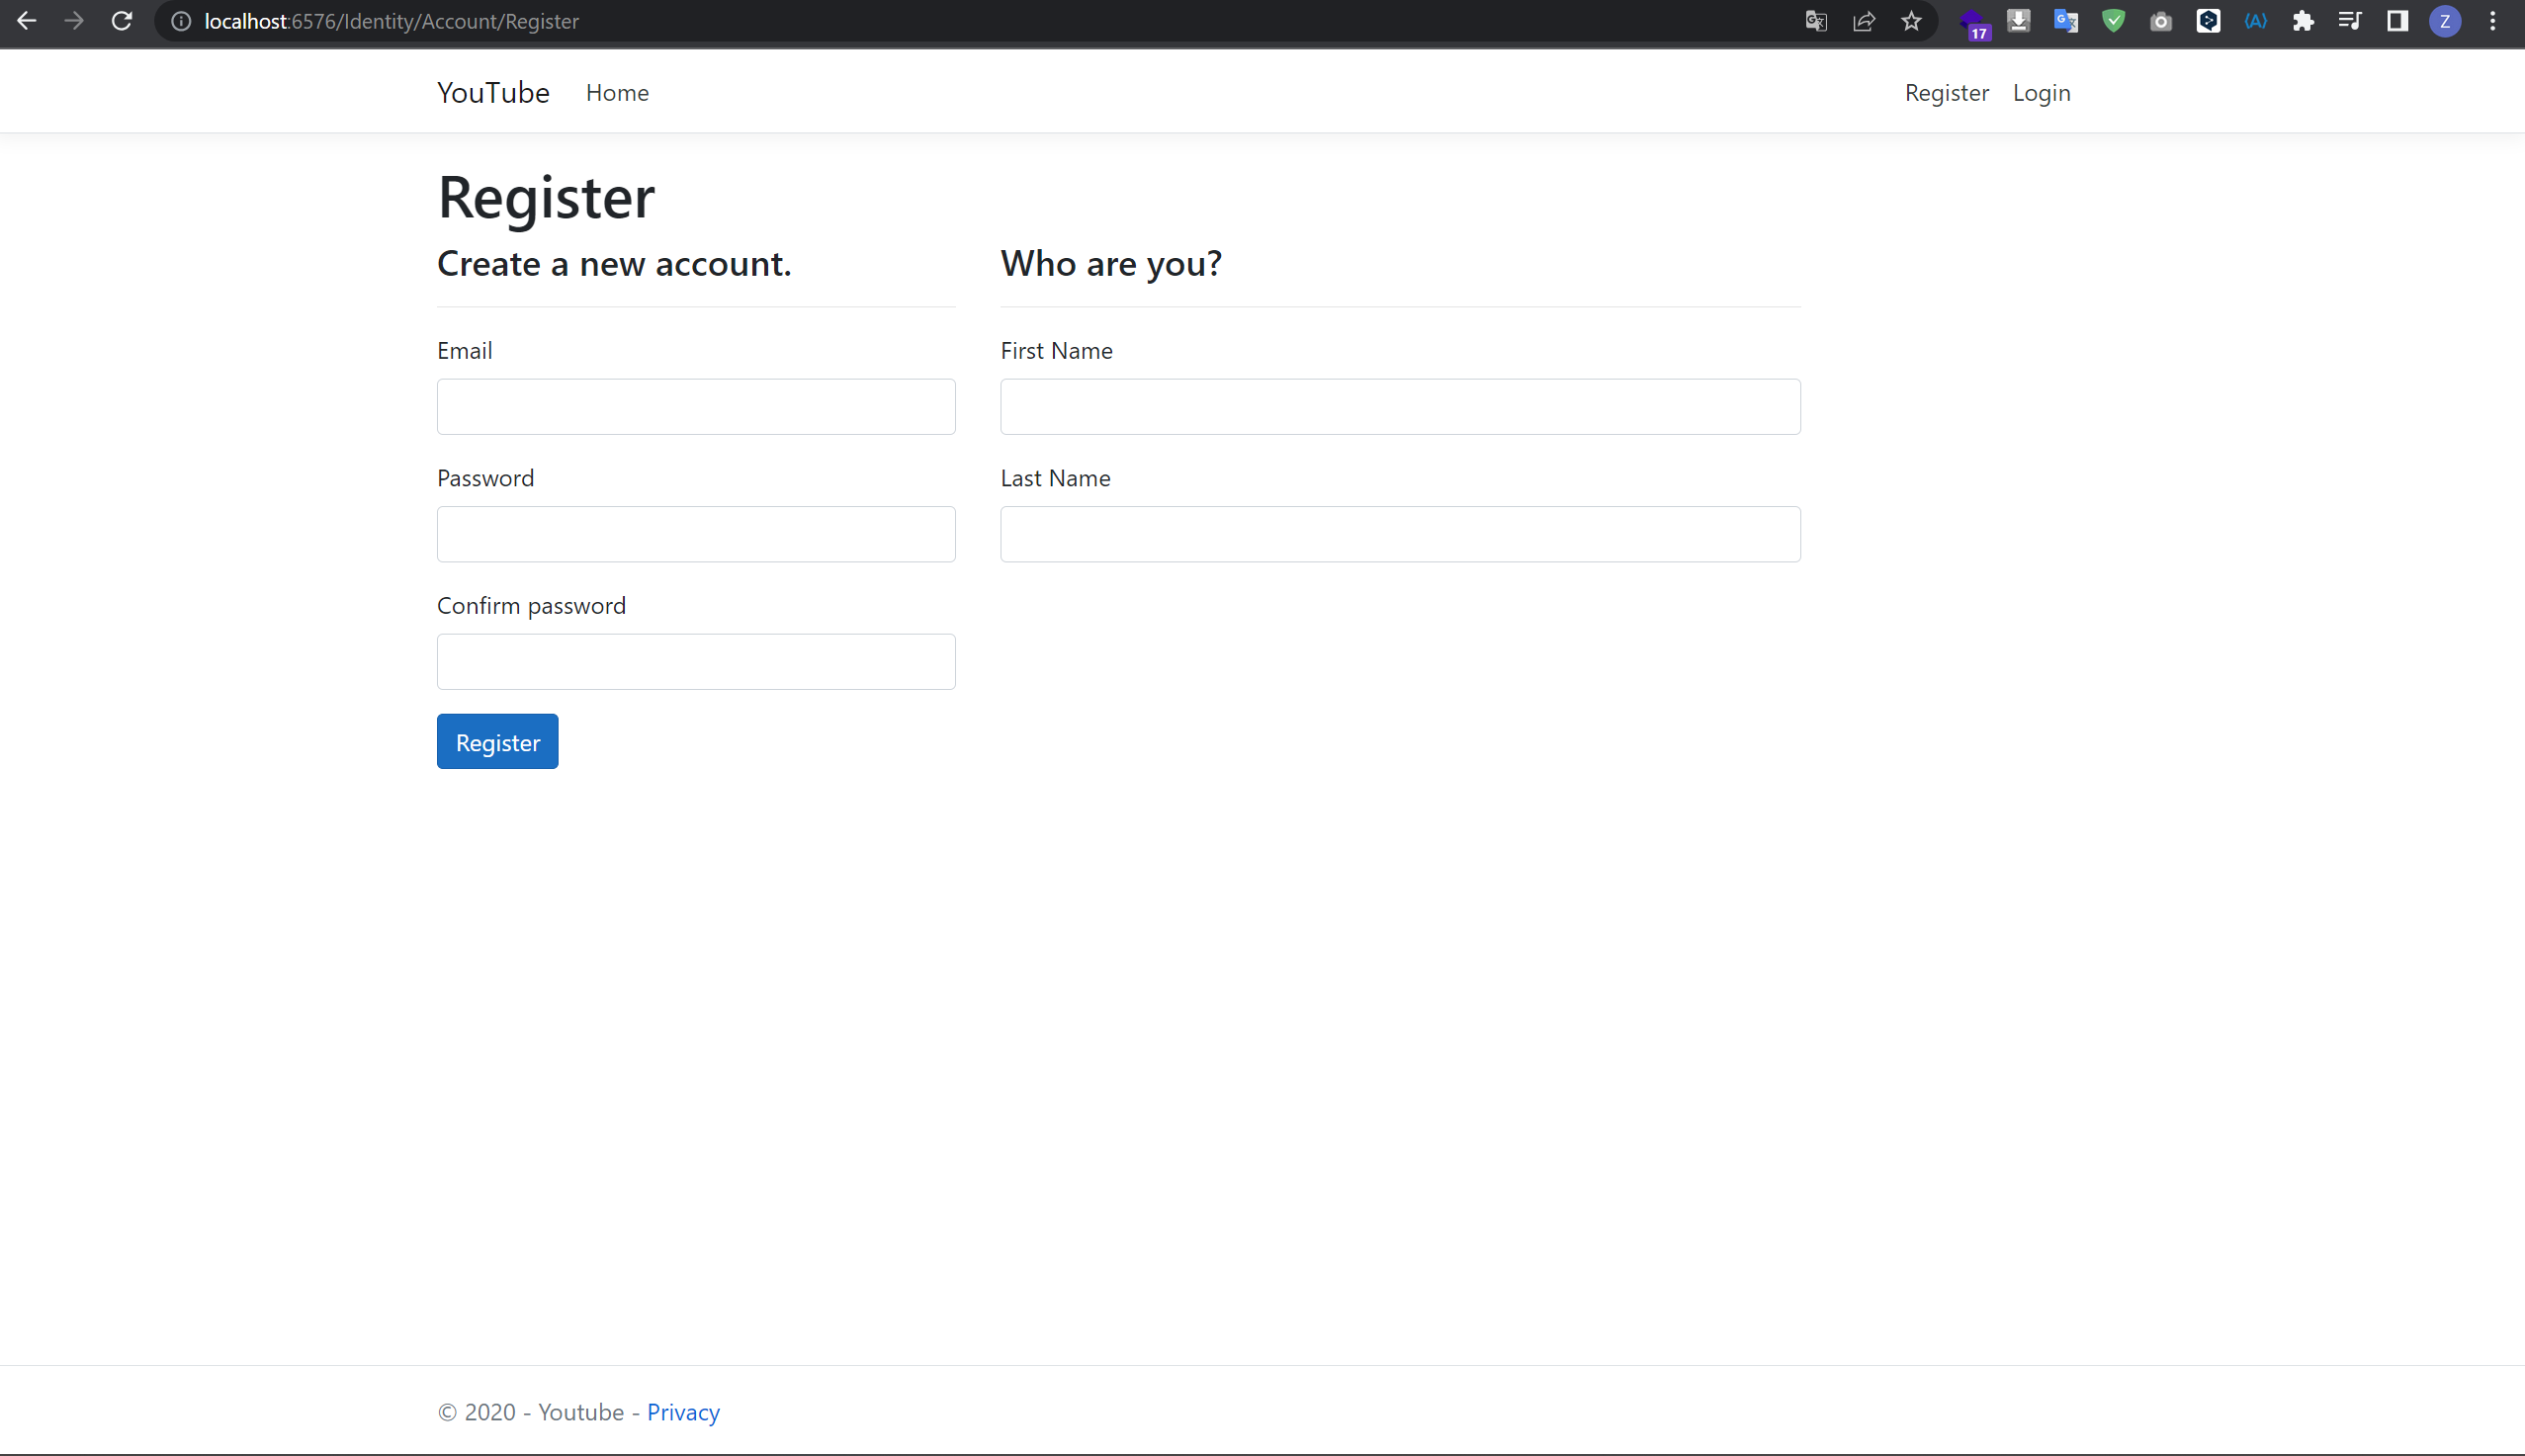 localhost:6576/Identity/Account/Register
17
Z
YouTube Home Register Login
Register
Create a new account.
Email
Password
Confirm password
Register
Who are you?
First Name
Last Name
© 2020 - Youtube - Privacy